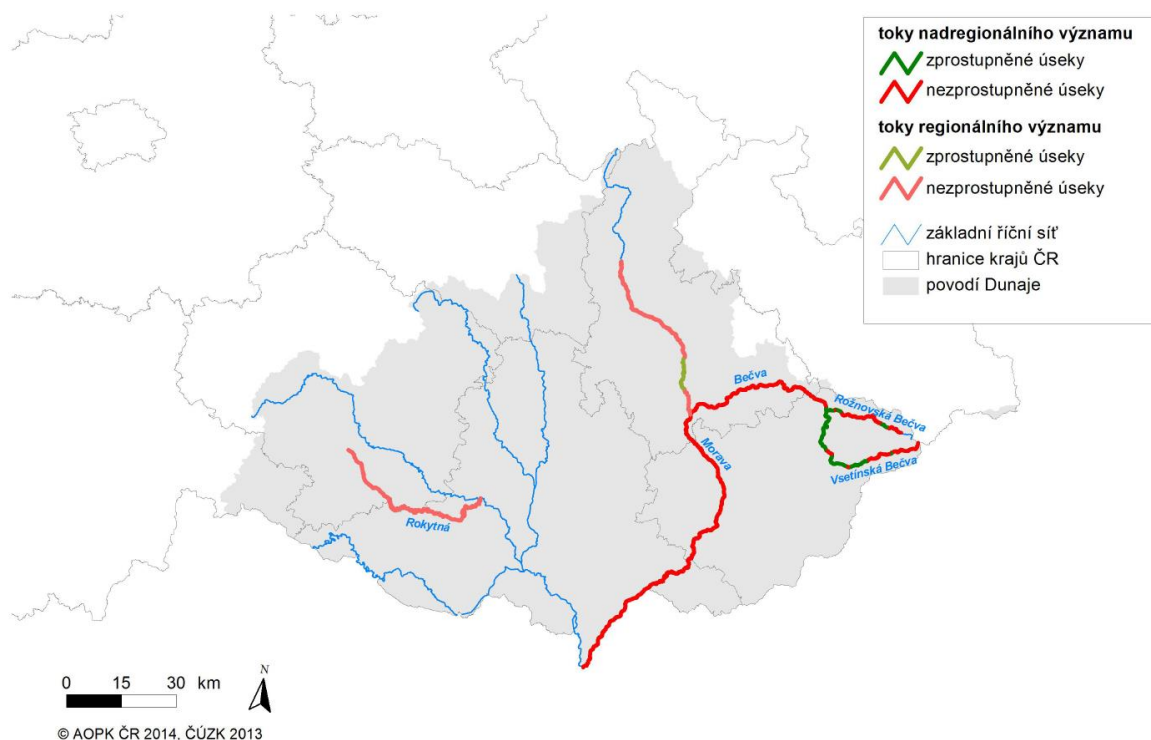 toky nadregionálního významu
zprostupněné úseky
nezprostupněné úseky
toky regionálního významu
zprostupněné úseky
nezprostupněné úseky
základní říční síť
hranice krajů ČR
povodí Dunaje
Bečva
Rožnovská Bečva
Morava
Vsetínská Bečva
Rokytná
0 15 30 km
N
© AOPK ČR 2014, ČÚZK 2013